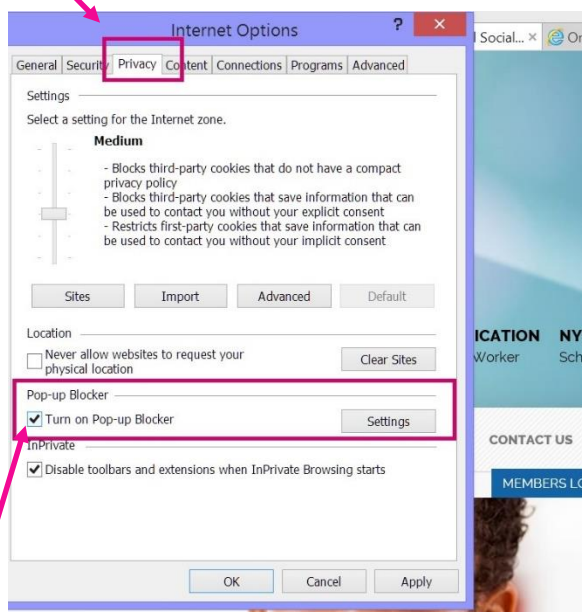 Internet Options ?
l Social... ×
Or
General Security Privacy Content Connections Programs Advanced
Settings
Select a setting for the Internet zone.
Medium
- Blocks third-party cookies that do not have a compact
privacy policy
- Blocks third-party cookies that save information that can
be used to contact you without your explicit consent
- Restricts first-party cookies that save information that can
be used to contact you without your implicit consent
Sites Import Advanced Default
Location
Never allow websites to request your
physical location
Clear Sites
Pop-up Blocker
Turn on Pop-up Blocker
Settings
InPrivate
Disable toolbars and extensions when InPrivate Browsing starts
OK Cancel Apply
ICATION NY
Worker Sch
CONTACT US
MEMBERS LO